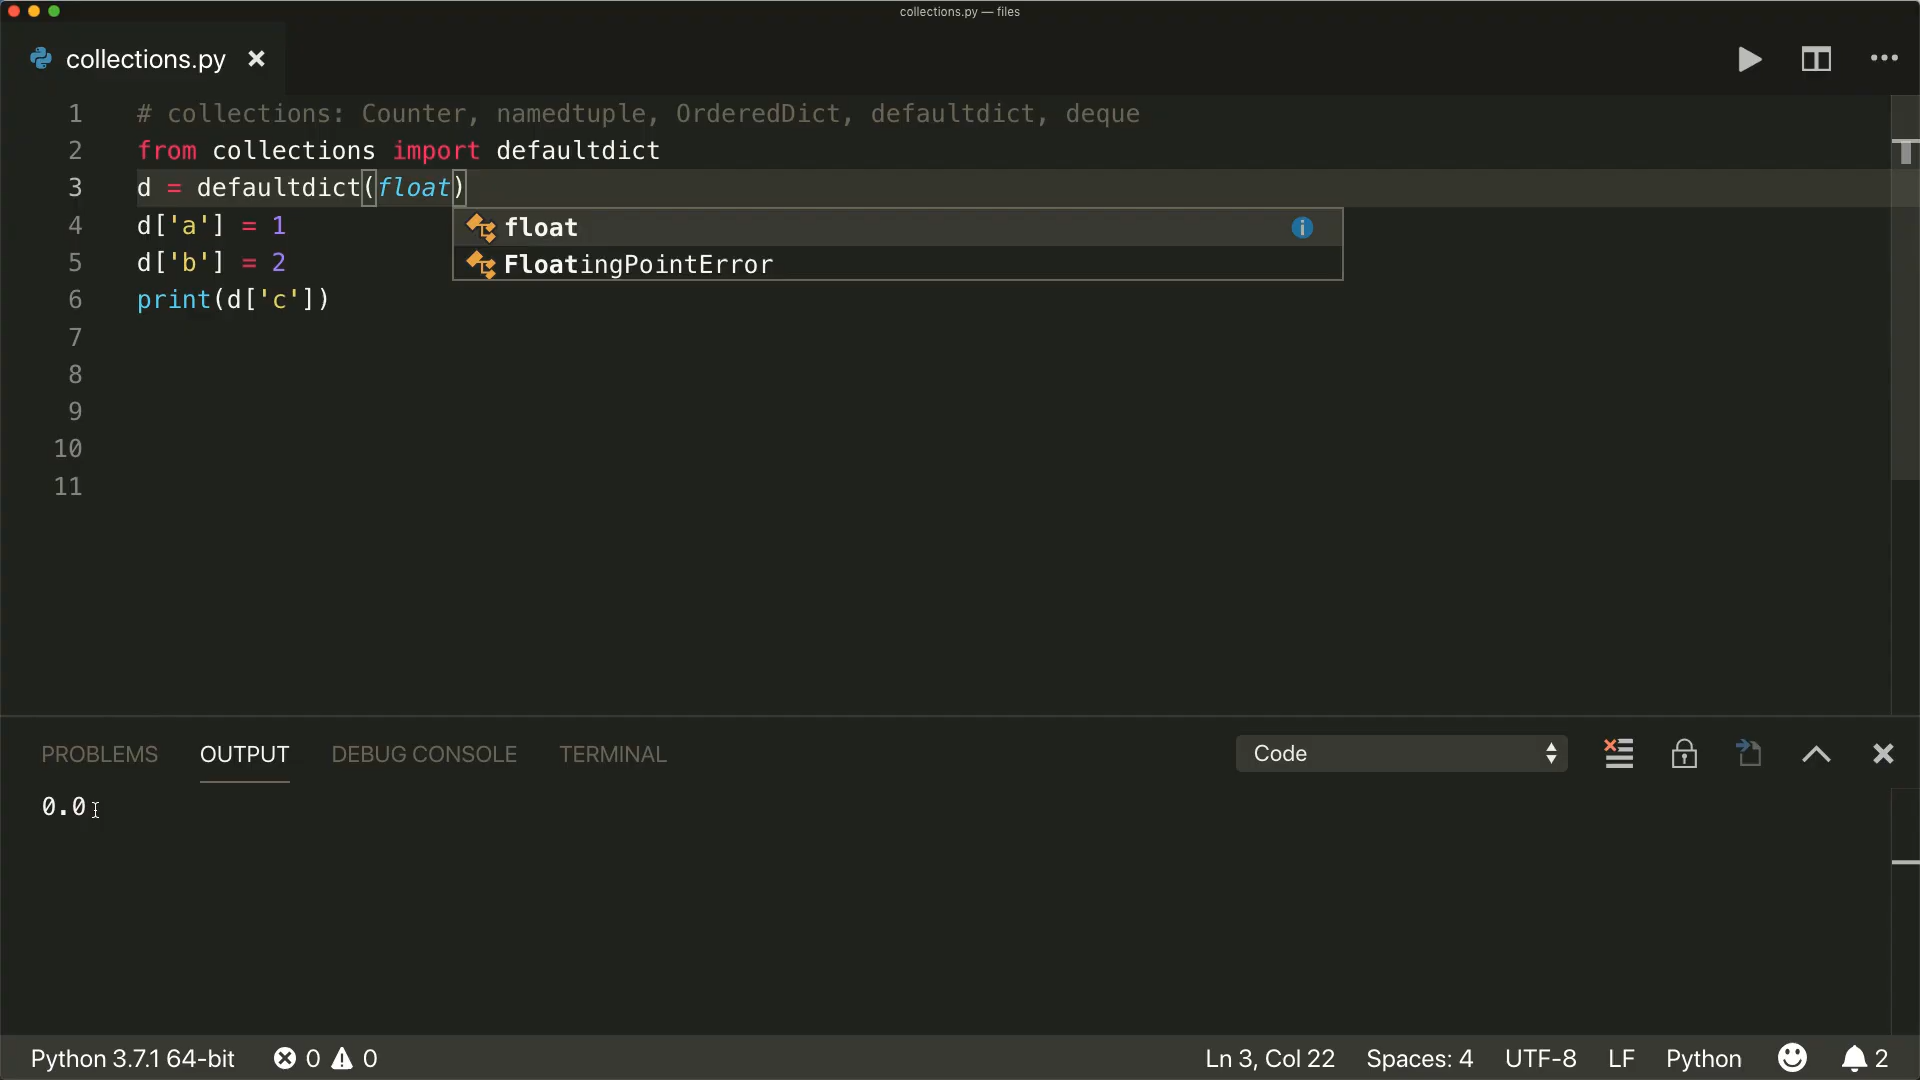 collections.py — files
collections.py
1 # collections: Counter, namedtuple, OrderedDict, defaultdict, deque
2 from collections import defaultdict
3 d = defaultdict(float)
4 d['a'] = 1
float
5 d['b'] = 2
FloatingPointError
6 print(d['c'])
7
8
9
10
11
PROBLEMS OUTPUT DEBUG CONSOLE TERMINAL Code
0.0
Python 3.7.1 64-bit 0 0 Ln 3, Col 22 Spaces: 4 UTF-8 LF Python 2